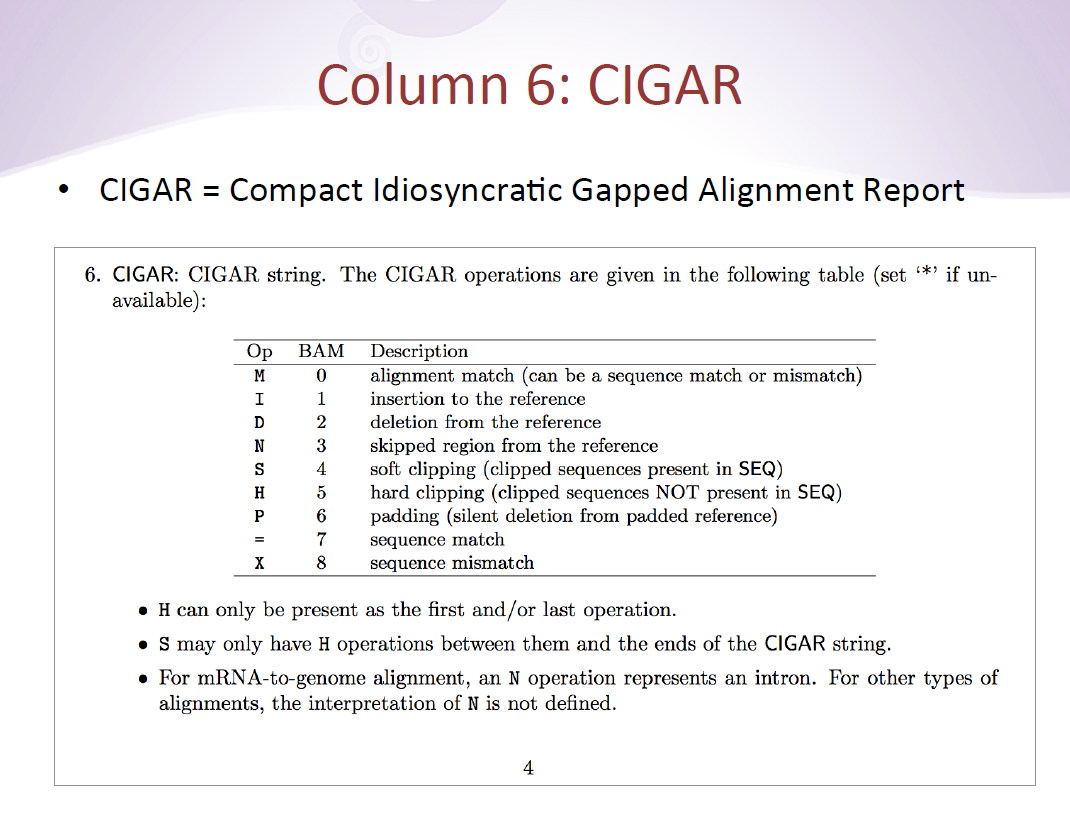 Column 6: CIGAR
• CIGAR = Compact Idiosyncratic Gapped Alignment Report
6. CIGAR: CIGAR string. The CIGAR operations are given in the following table (set ‘*’ if un-
available):
Op BAM Description
M 0 alignment match (can be a sequence match or mismatch)
I 1 insertion to the reference
D 2 deletion from the reference
N 3 skipped region from the reference
S 4 soft clipping (clipped sequences present in SEQ)
H 5 hard clipping (clipped sequences NOT present in SEQ)
P 6 padding (silent deletion from padded reference)
= 7 sequence match
X 8 sequence mismatch
• H can only be present as the first and/or last operation.
• S may only have H operations between them and the ends of the CIGAR string.
• For mRNA-to-genome alignment, an N operation represents an intron. For other types of
alignments, the interpretation of N is not defined.
4